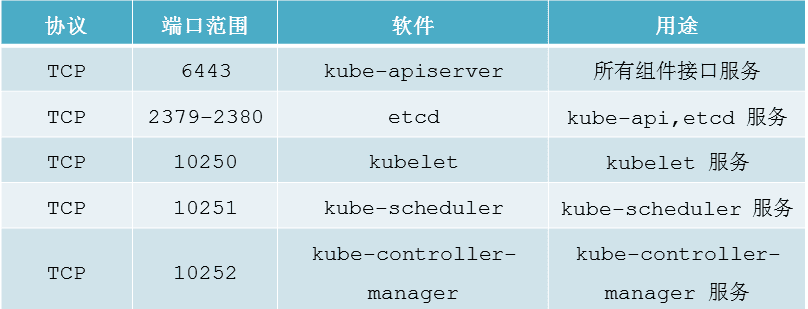 协议 端口范围 软件 用途
TCP 6443 kube-apiserver 所有组件接口服务
TCP 2379-2380 etcd kube-api,etcd 服务
TCP 10250 kubelet kubelet 服务
TCP 10251 kube-scheduler kube-scheduler 服务
TCP 10252 kube-controller- kube-controller-
manager manager 服务